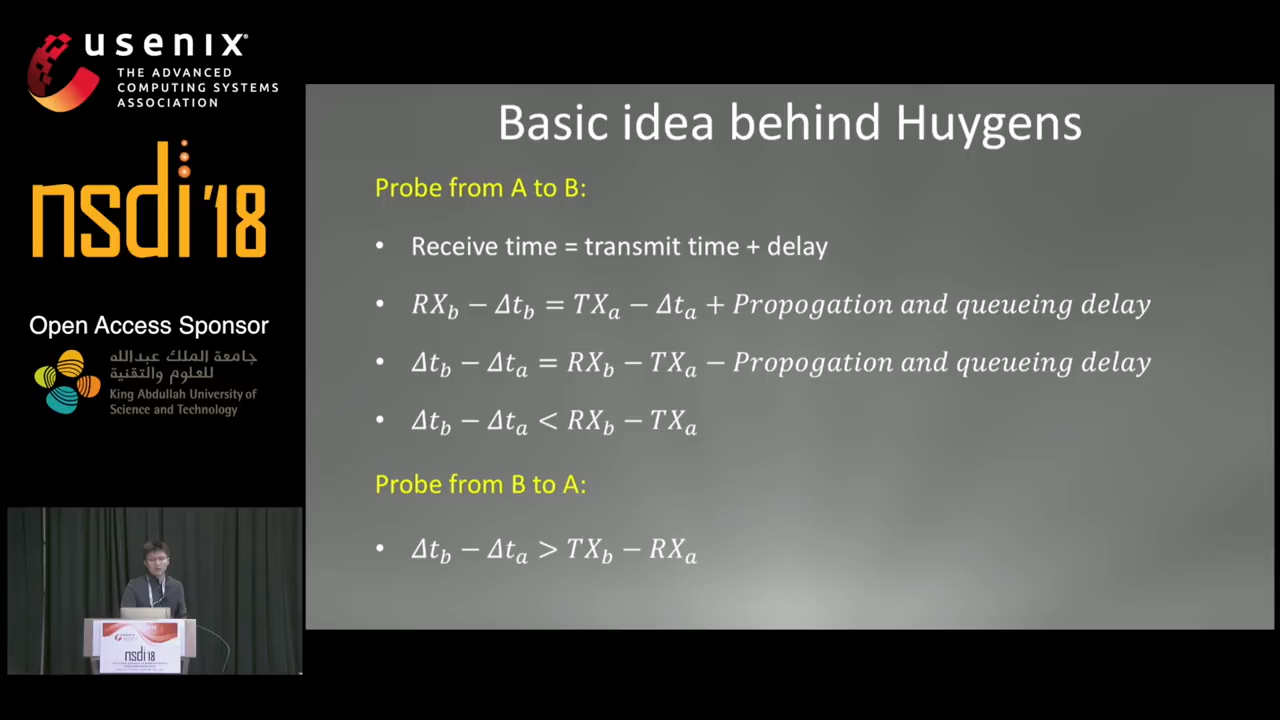 usenix
THE ADVANCED
COMPUTING SYSTEMS
ASSOCIATION
nsdi '18
Open Access Sponsor
جامعة الملك عبدالله
للعلوم والتقنية
King Abdullah University of
Science and Technology
Basic idea behind Huygens
Probe from A to B:
• Receive time = transmit time + delay
• RX_b − Δt_b = TX_a − Δt_a + Propogation and queueing delay
• Δt_b − Δt_a = RX_b − TX_a − Propogation and queueing delay
• Δt_b − Δt_a < RX_b − TX_a
Probe from B to A:
• Δt_b − Δt_a > TX_b − RX_a
usenix
nsdi '18